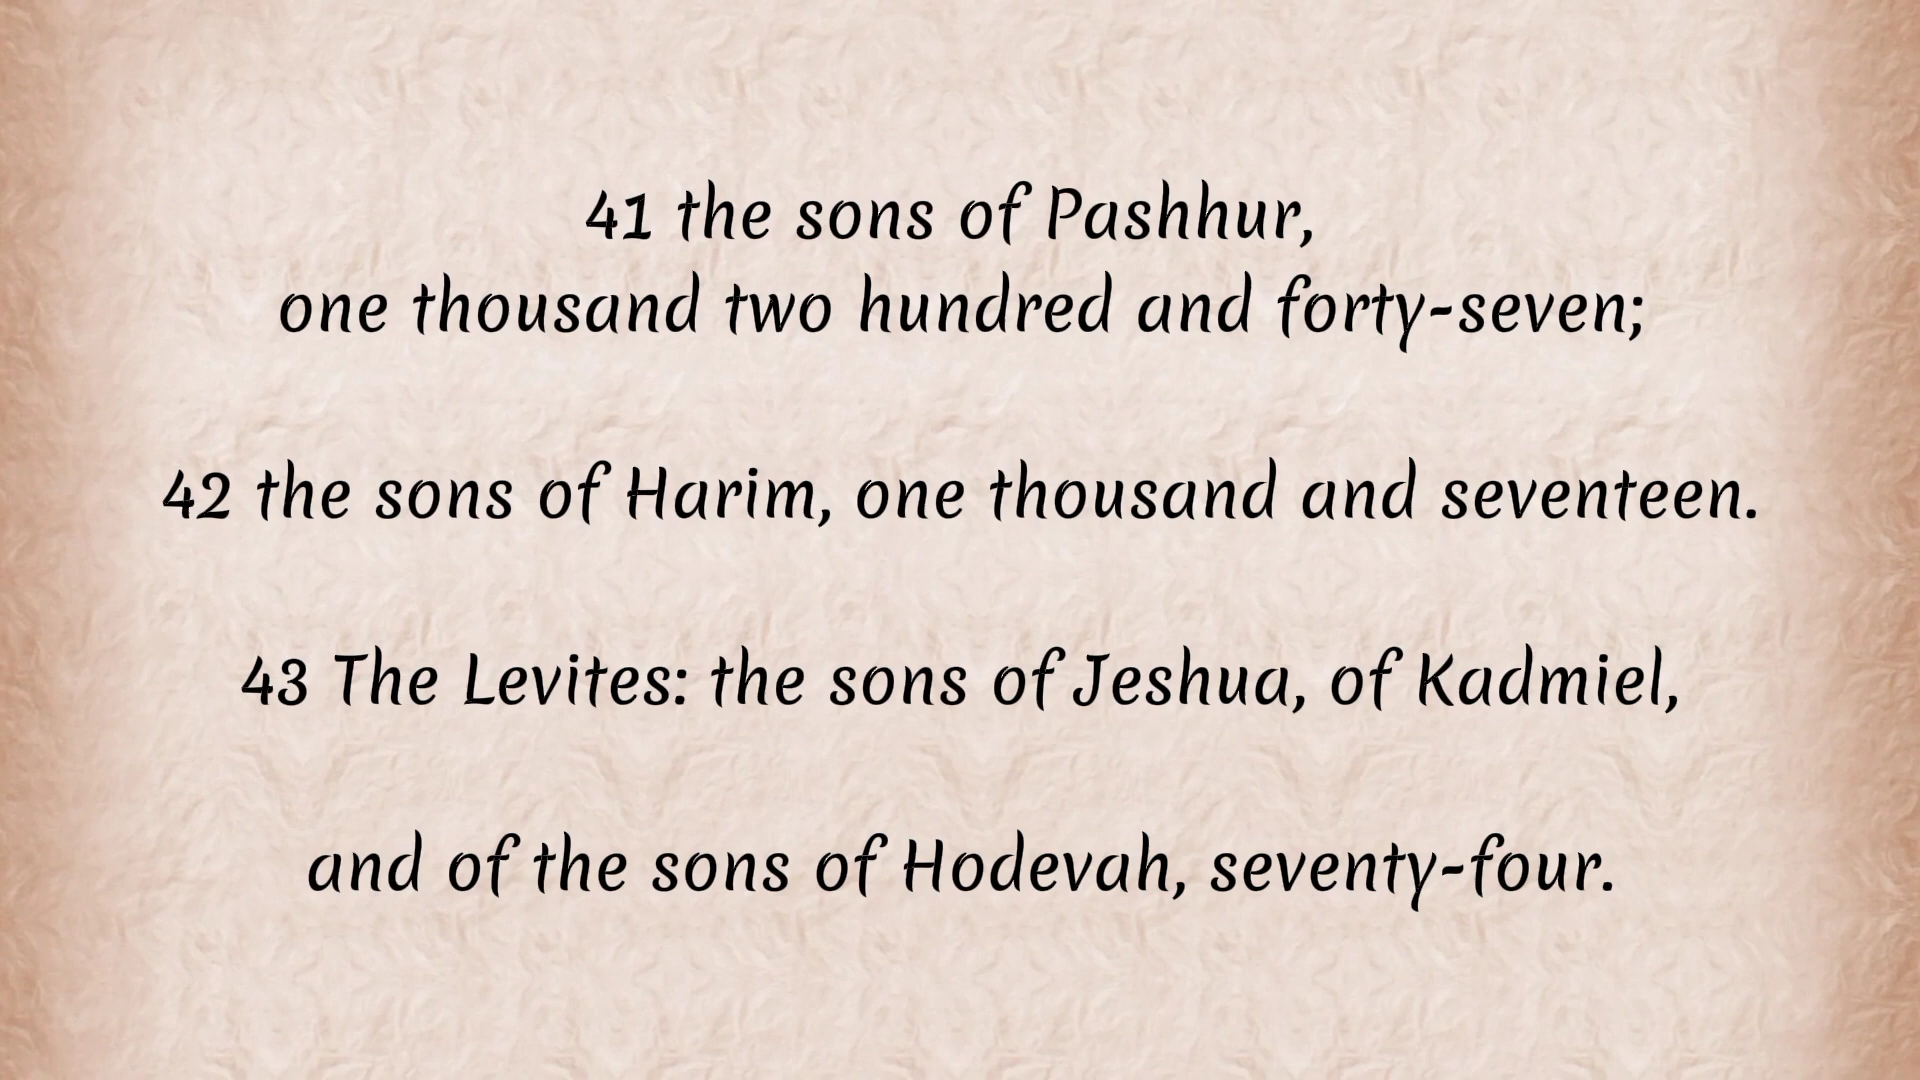 41 the sons of Pashhur,
one thousand two hundred and forty-seven;
42 the sons of Harim, one thousand and seventeen.
43 The Levites: the sons of Jeshua, of Kadmiel,
and of the sons of Hodevah, seventy-four.